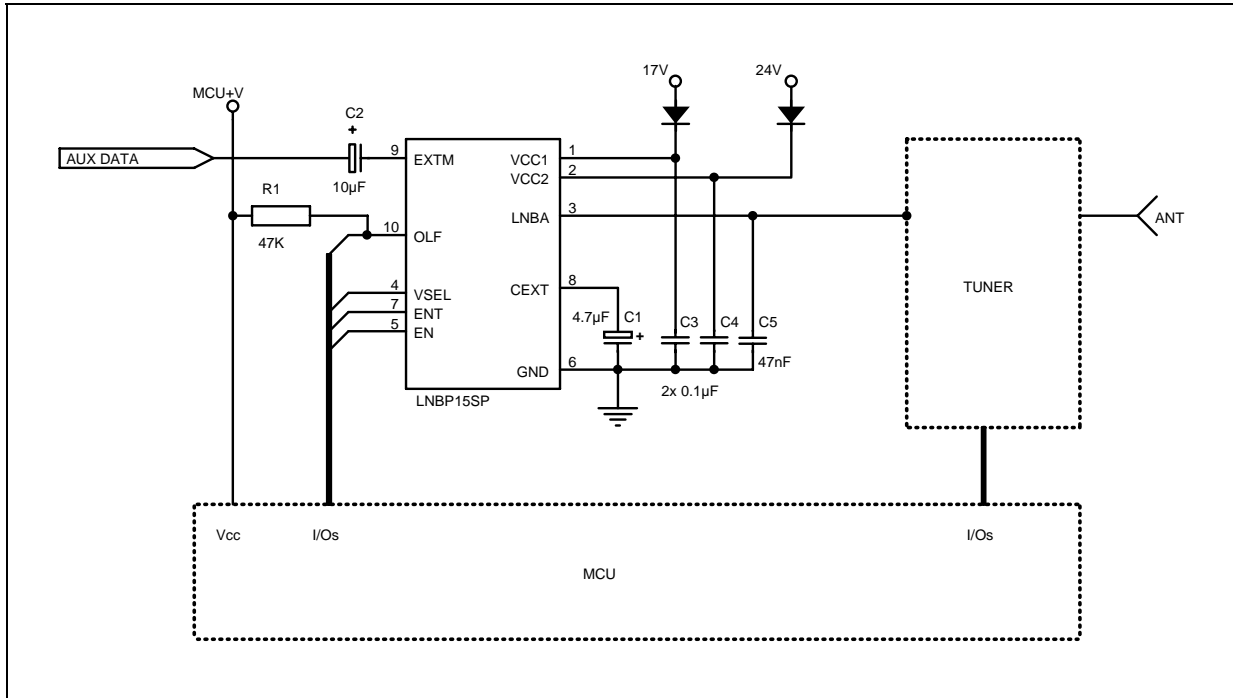 17V
24V
MCU+V
C2
+
AUX DATA
9
EXTM
VCC1
1
10µF
VCC2
2
R1
LNBA
3
ANT
10
OLF
47K
TUNER
4
VSEL
CEXT
8
7
ENT
4.7µF
C1
C3
C4
C5
5
EN
+
47nF
GND
6
2x 0.1µF
LNBP15SP
Vcc
I/Os
I/Os
MCU